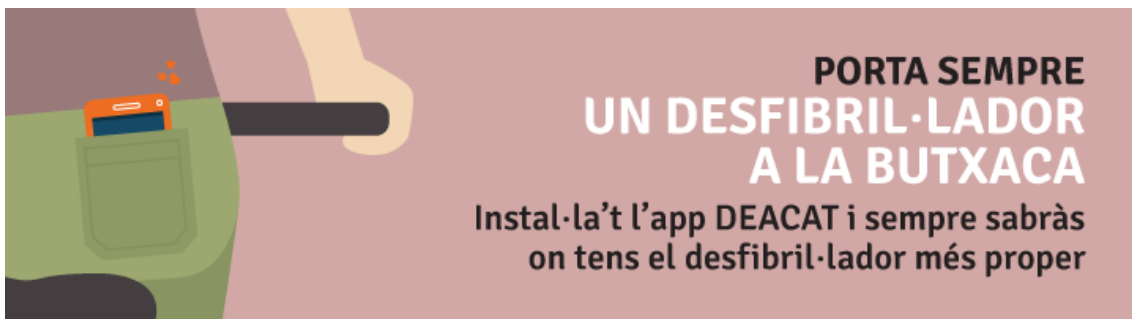 PORTA SEMPRE
UN DESFIBRIL·LADOR
A LA BUTXACA
Instal·la’t l’app DEACAT i sempre sabràs
on tens el desfibril·lador més proper